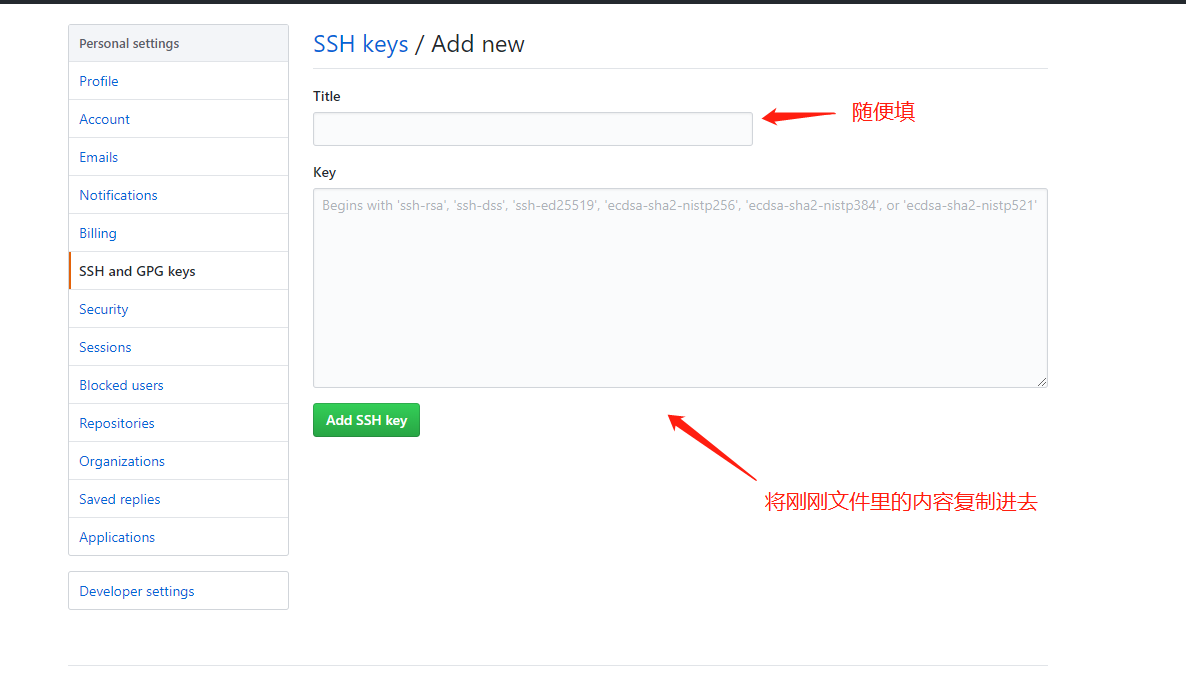 Personal settings
Profile
Account
Emails
Notifications
Billing
SSH and GPG keys
Security
Sessions
Blocked users
Repositories
Organizations
Saved replies
Applications
Developer settings
SSH keys / Add new
Title
随便填
Key
Begins with 'ssh-rsa', 'ssh-dss', 'ssh-ed25519', 'ecdsa-sha2-nistp256', 'ecdsa-sha2-nistp384', or 'ecdsa-sha2-nistp521'
Add SSH key
将刚刚文件里的内容复制进去